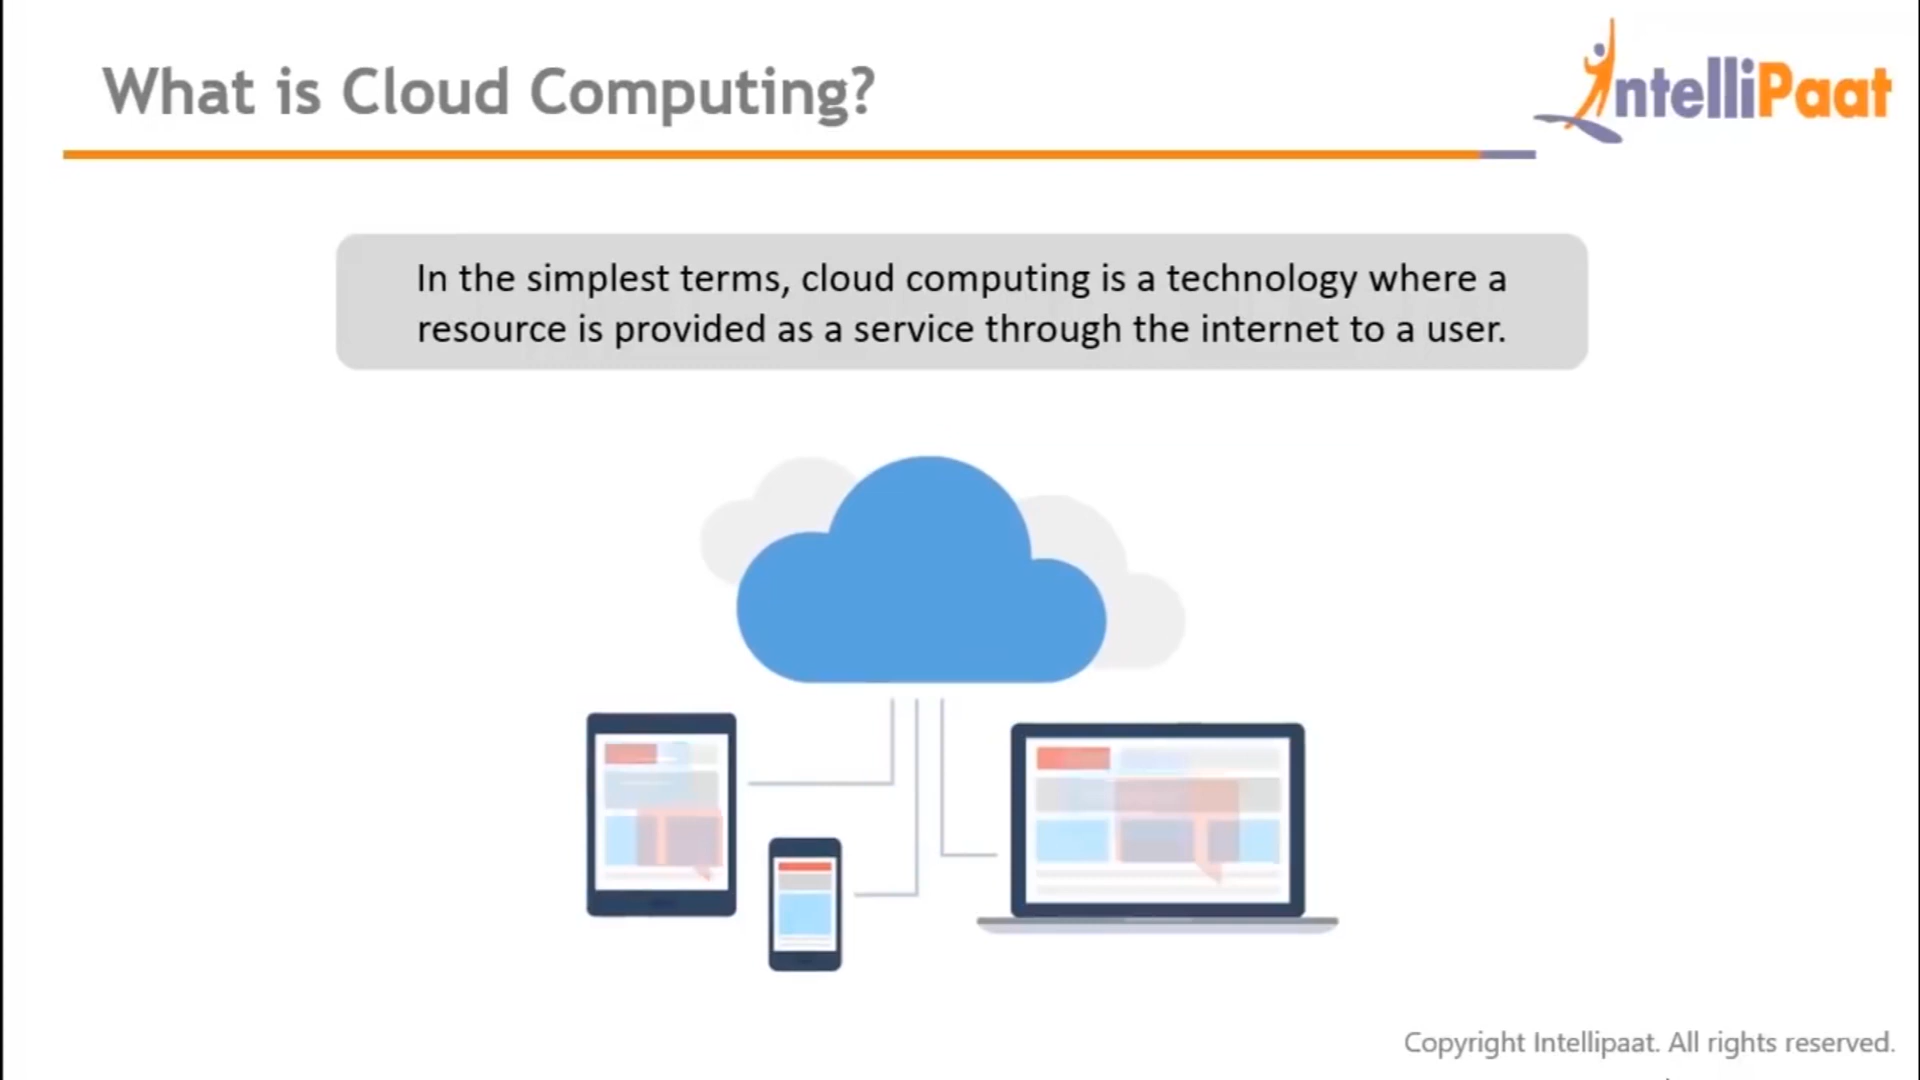 What is Cloud Computing?
IntelliPaat
In the simplest terms, cloud computing is a technology where a
resource is provided as a service through the internet to a user.
Copyright Intellipaat. All rights reserved.